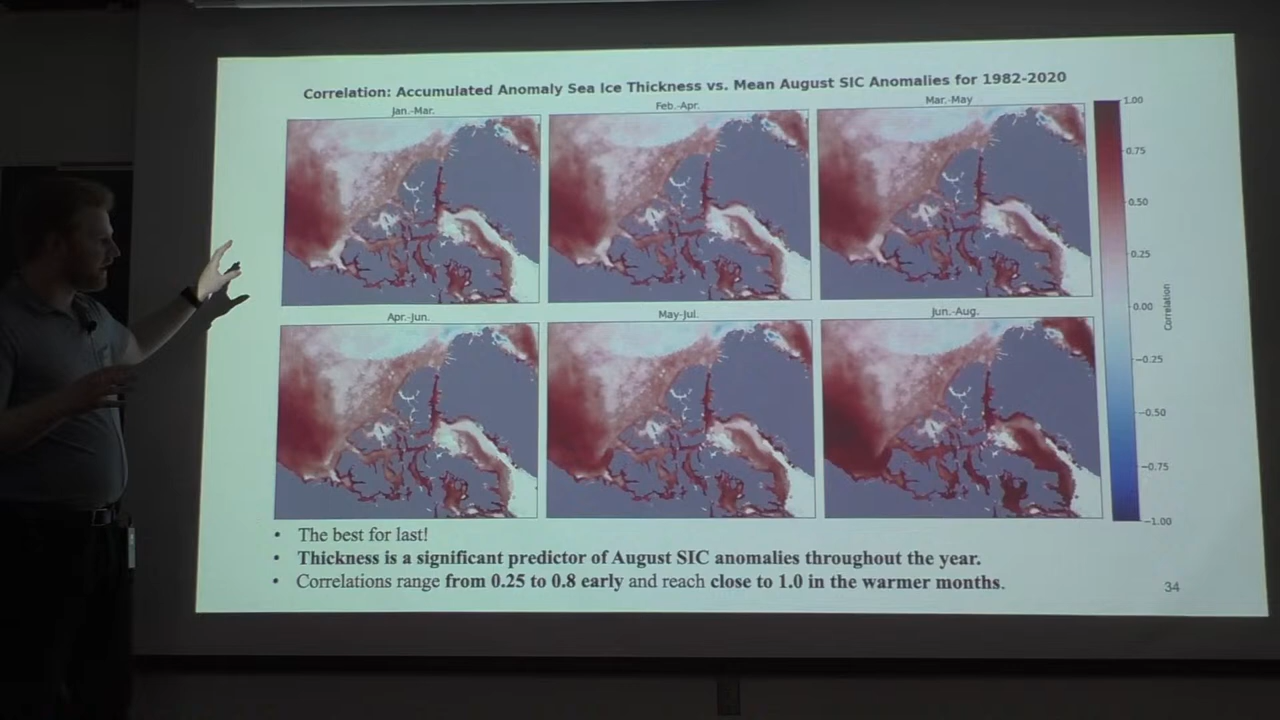 Correlation: Accumulated Anomaly Sea Ice Thickness vs. Mean August SIC Anomalies for 1982-2020
Jan.-Mar.
Feb.-Apr.
Mar.-May
Apr.-Jun.
May-Jul.
Jun.-Aug.
1.00
0.75
0.50
0.25
0.00
−0.25
−0.50
−0.75
−1.00
Correlation
• The best for last!
• Thickness is a significant predictor of August SIC anomalies throughout the year.
• Correlations range from 0.25 to 0.8 early and reach close to 1.0 in the warmer months.
34